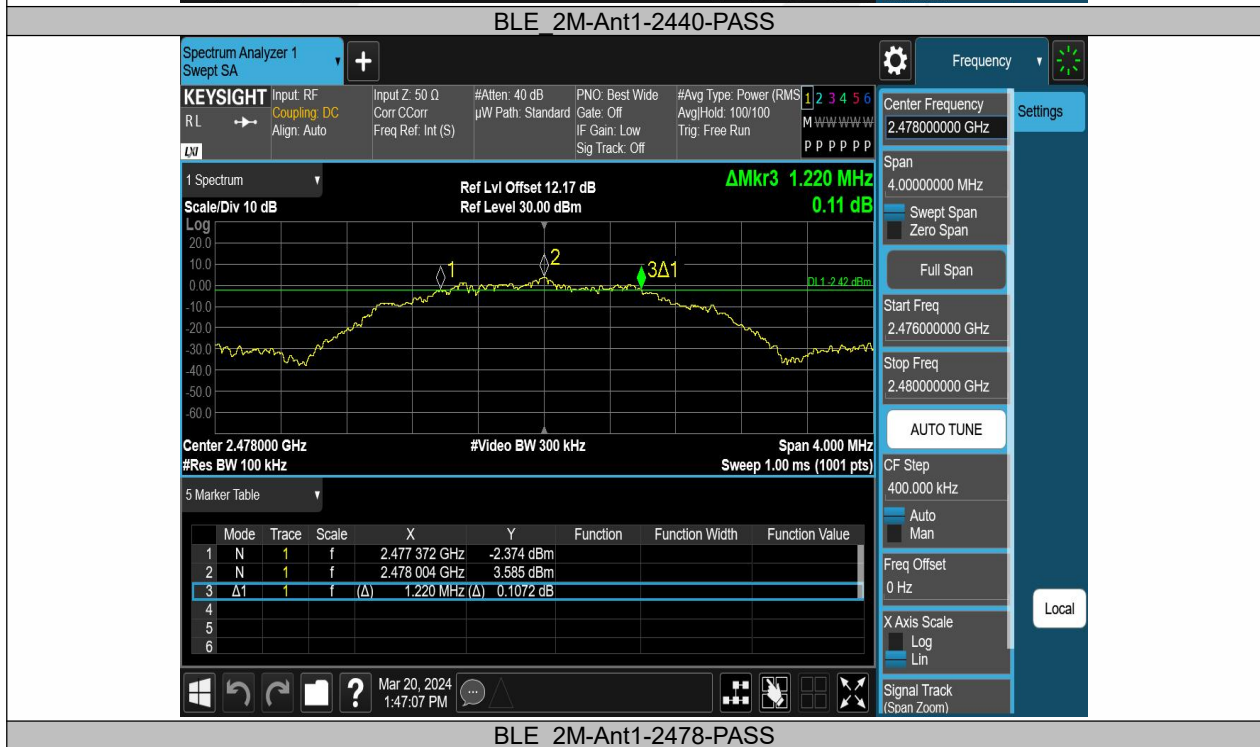 BLE_2M-Ant1-2440-PASS
Spectrum Analyzer 1
Swept SA
+
Frequency
KEYSIGHT
RL
LXI
Input: RF
Coupling: DC
Align: Auto
Input Z: 50 Ω
Corr CCorr
Freq Ref: Int (S)
#Atten: 40 dB
µW Path: Standard
PNO: Best Wide
Gate: Off
IF Gain: Low
Sig Track: Off
#Avg Type: Power (RMS
Avg|Hold: 100/100
Trig: Free Run
1 2 3 4 5 6
M W W W W W
P P P P P P
Center Frequency
2.478000000 GHz
Settings
Span
4.00000000 MHz
Swept Span
Zero Span
Full Span
Start Freq
2.476000000 GHz
Stop Freq
2.480000000 GHz
AUTO TUNE
CF Step
400.000 kHz
Auto
Man
Freq Offset
0 Hz
X Axis Scale
Log
Lin
Signal Track
(Span Zoom)
Local
1 Spectrum
Scale/Div 10 dB
Ref Lvl Offset 12.17 dB
Ref Level 30.00 dBm
ΔMkr3 1.220 MHz
0.11 dB
Log
20.0
10.0
0.00
-10.0
-20.0
-30.0
-40.0
-50.0
-60.0
1
2
3Δ1
DL1 -2.42 dBm
Center 2.478000 GHz
#Video BW 300 kHz
Span 4.000 MHz
#Res BW 100 kHz
Sweep 1.00 ms (1001 pts)
5 Marker Table
Mode Trace Scale X Y Function Function Width Function Value
1 N 1 f 2.477 372 GHz -2.374 dBm
2 N 1 f 2.478 004 GHz 3.585 dBm
3 Δ1 1 f (Δ) 1.220 MHz (Δ) 0.1072 dB
4
5
6
?
Mar 20, 2024
1:47:07 PM
BLE_2M-Ant1-2478-PASS